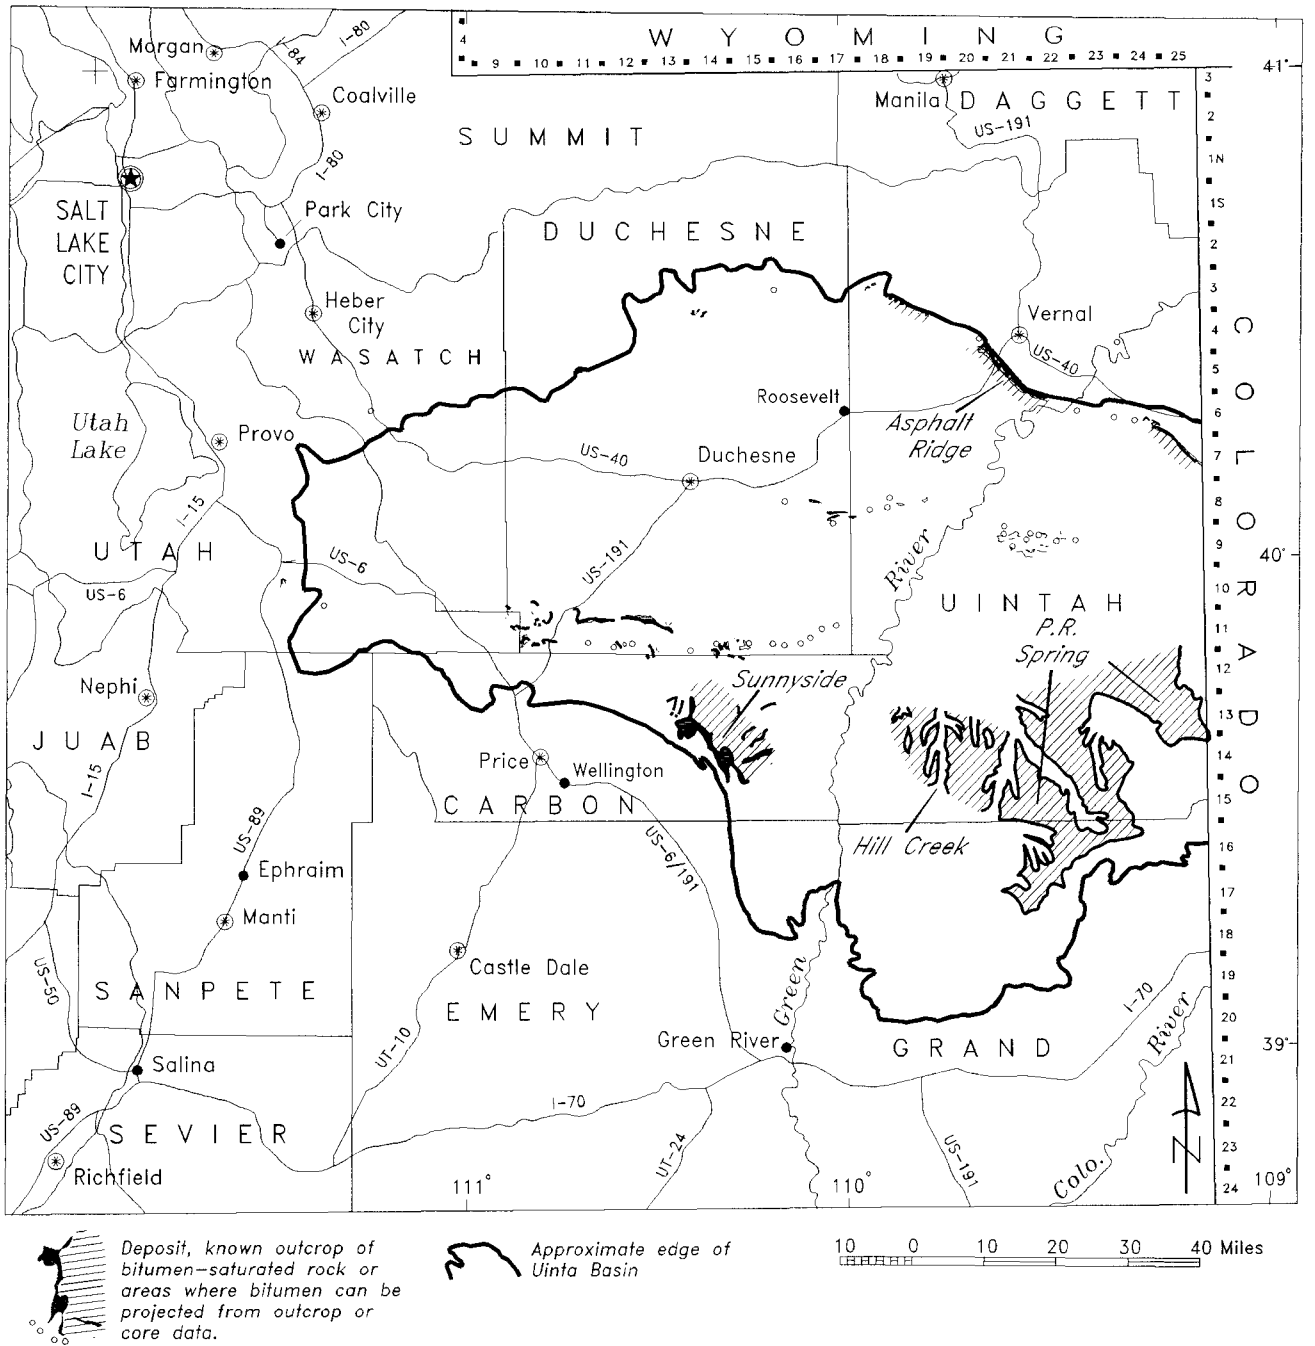 W Y O M I N G
4
9 10 11 12 13 14 15 16 17 18 19 20 21 22 23 24 25
41°
Morgan
Farmington
I-84
I-80
Coalville
I-80
SUMMIT
Manila
DAGGETT
US-191
3
2
1N
1S
2
3
4
5
6
7
8
9
10
11
12
13
14
15
16
17
18
19
20
21
22
23
24
SALT
LAKE
CITY
Park City
DUCHESNE
Heber
City
WASATCH
Vernal
US-40
COLORADO
Roosevelt
Asphalt
Ridge
Utah
Lake
Provo
US-40
Duchesne
I-15
UTAH
US-6
US-6
US-191
River
40°
UINTAH
P.R.
Spring
Sunnyside
Nephi
JUAB
I-15
Price
Wellington
CARBON
US-89
US-6/191
Hill Creek
Ephraim
Manti
Castle Dale
US-50
SANPETE
EMERY
UT-10
Green
Green River
GRAND
I-70
River
39°
Salina
US-89
SEVIER
I-70
UT-24
US-191
Colo.
N
Richfield
111°
110°
109°
Deposit, known outcrop of
bitumen-saturated rock or
areas where bitumen can be
projected from outcrop or
core data.
Approximate edge of
Uinta Basin
10 0 10 20 30 40 Miles